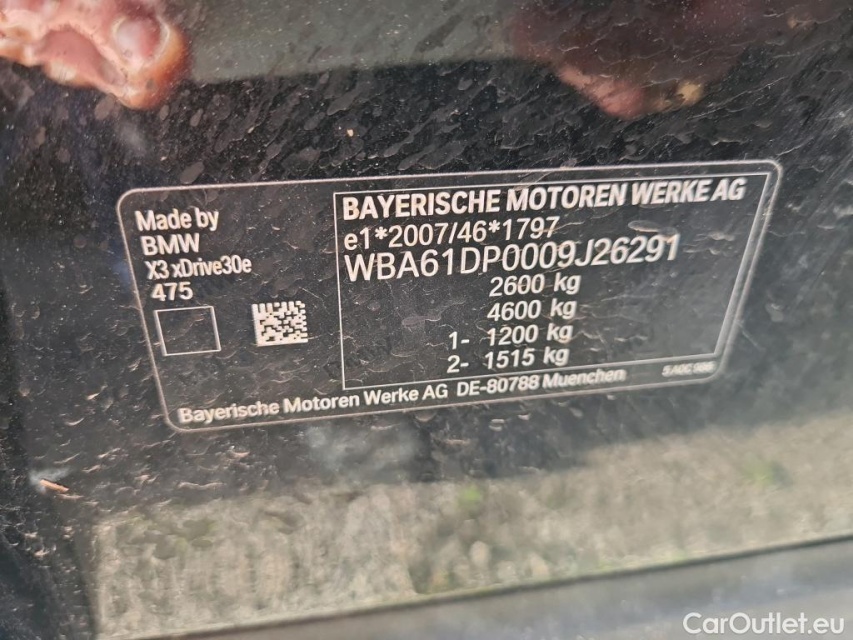 Made by
BMW
X3 xDrive30e
475
BAYERISCHE MOTOREN WERKE AG
e1*2007/46*1797
WBA61DP0009J26291
2600 kg
4600 kg
1- 1200 kg
2- 1515 kg
Bayerische Motoren Werke AG DE-80788 Muenchen
CarOutlet.eu